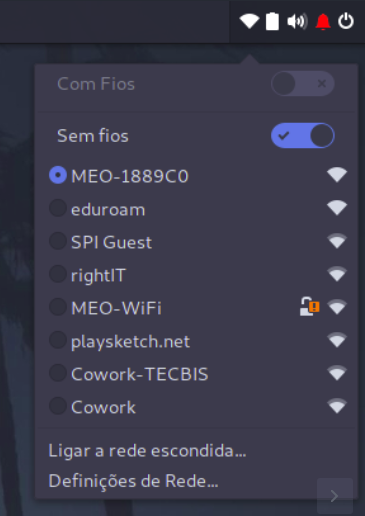 Com Fios
Sem fios
MEO-1889C0
eduroam
SPI Guest
rightIT
MEO-WiFi
playsketch.net
Cowork-TECBIS
Cowork
Ligar a rede escondida...
Definições de Rede...